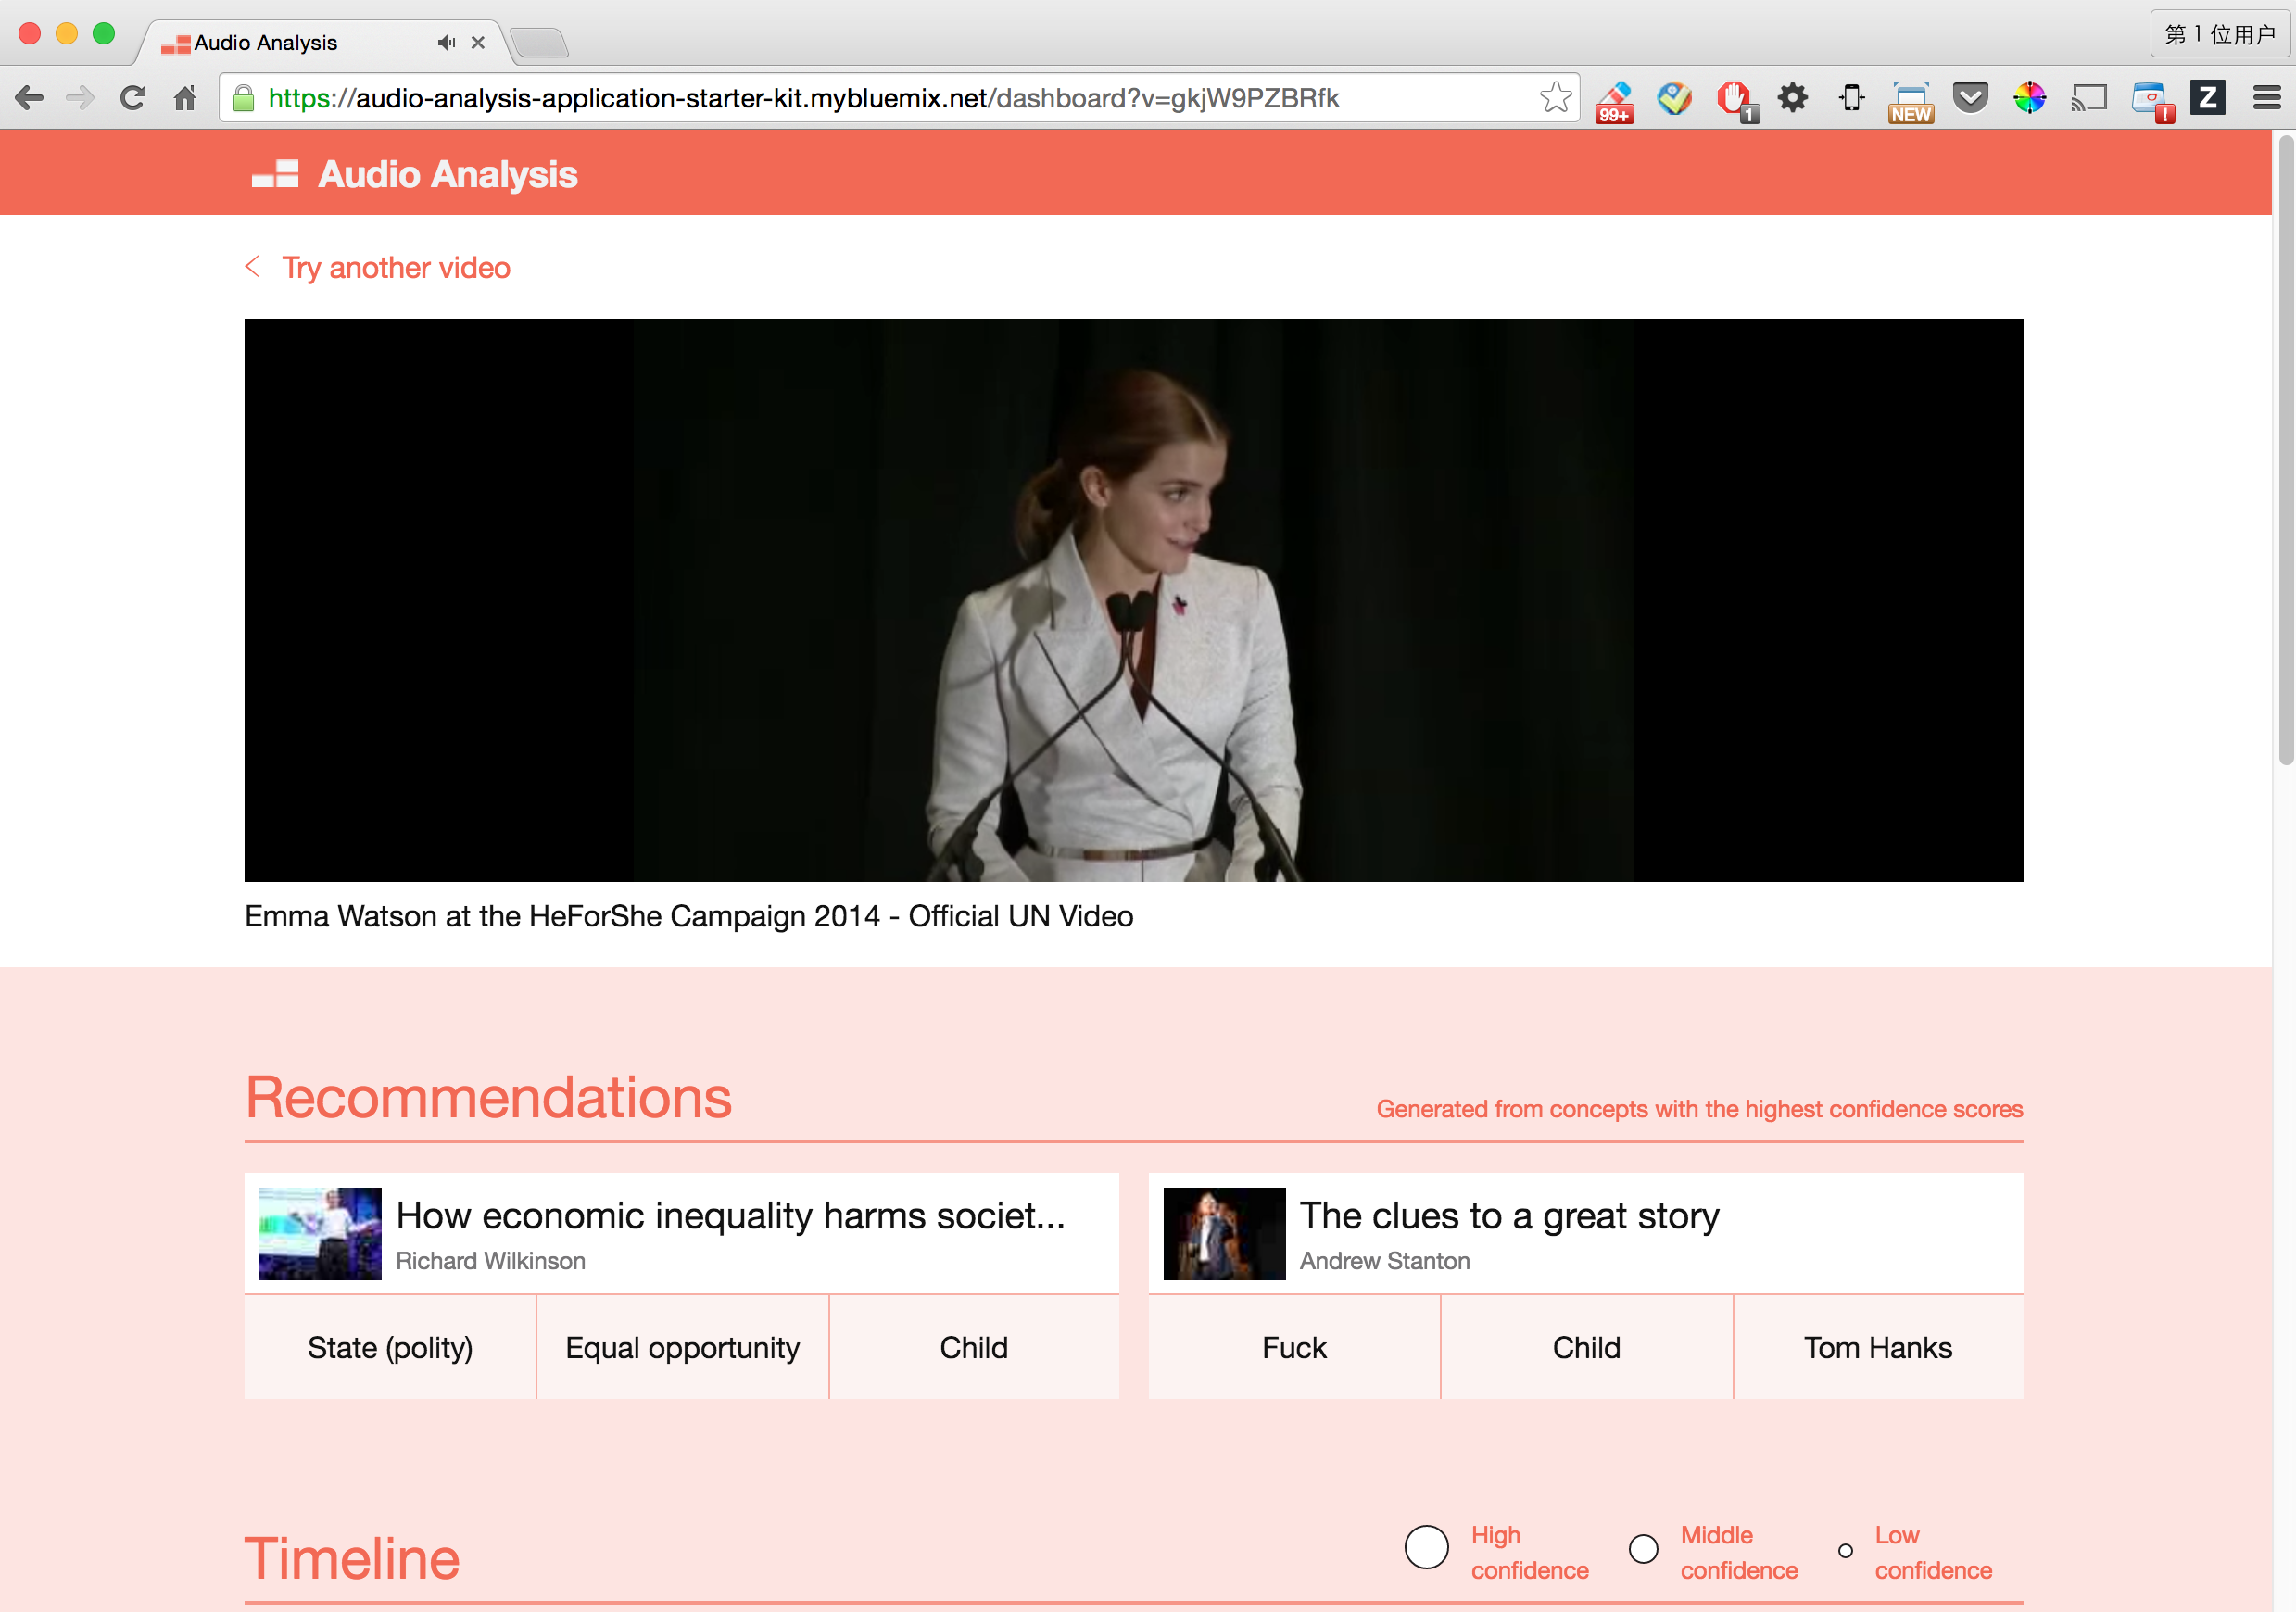 Audio Analysis
第 1 位用户
https://audio-analysis-application-starter-kit.mybluemix.net/dashboard?v=gkjW9PZBRfk
99+
1
NEW
!
Z
Audio Analysis
Try another video
Emma Watson at the HeForShe Campaign 2014 - Official UN Video
Recommendations
Generated from concepts with the highest confidence scores
How economic inequality harms societ...
Richard Wilkinson
State (polity)
Equal opportunity
Child
The clues to a great story
Andrew Stanton
Fuck
Child
Tom Hanks
Timeline
High
confidence
Middle
confidence
Low
confidence